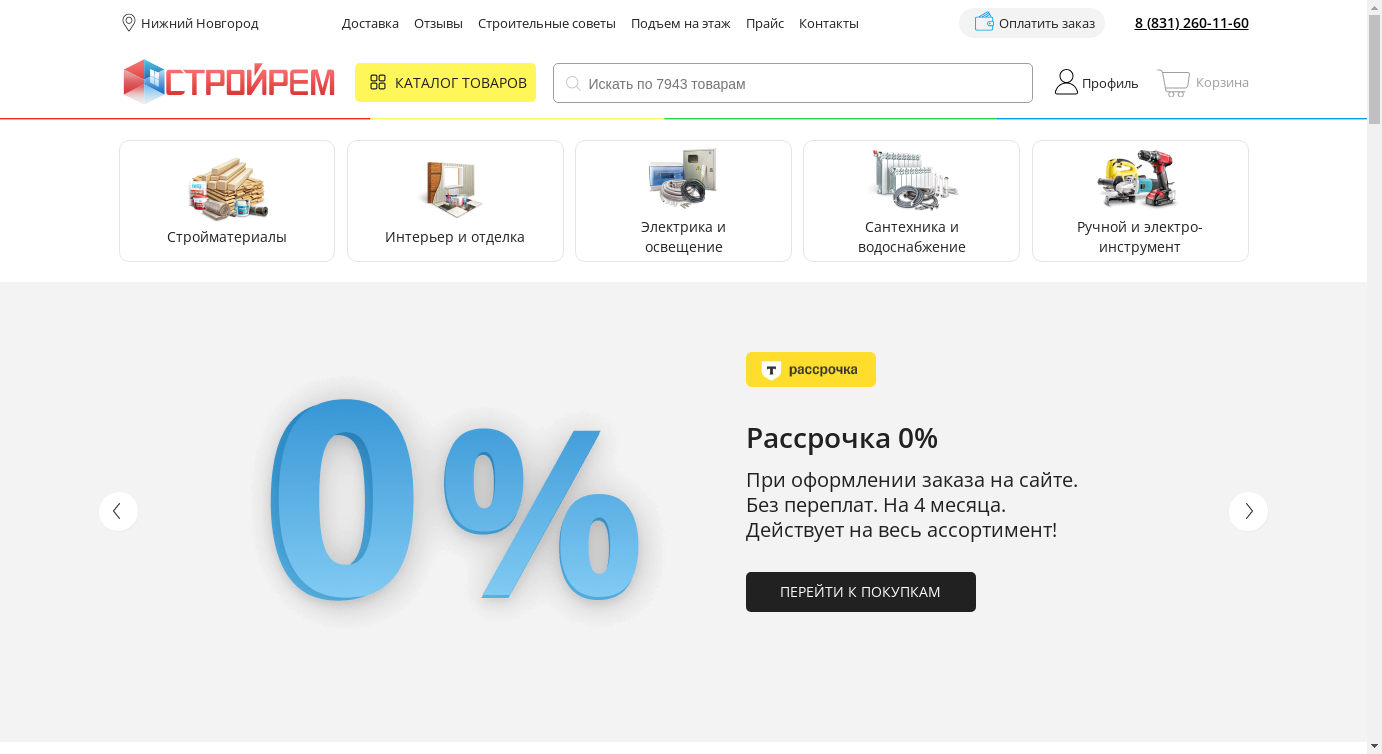 Нижний Новгород
Доставка
Отзывы
Строительные советы
Подъем на этаж
Прайс
Контакты
Оплатить заказ
8 (831) 260-11-60
СТРОЙРЕМ
КАТАЛОГ ТОВАРОВ
Искать по 7943 товарам
Профиль
Корзина
Стройматериалы
Интерьер и отделка
Электрика и
освещение
Сантехника и
водоснабжение
Ручной и электро-
инструмент
0%
Т рассрочка
Рассрочка 0%
При оформлении заказа на сайте.
Без переплат. На 4 месяца.
Действует на весь ассортимент!
ПЕРЕЙТИ К ПОКУПКАМ